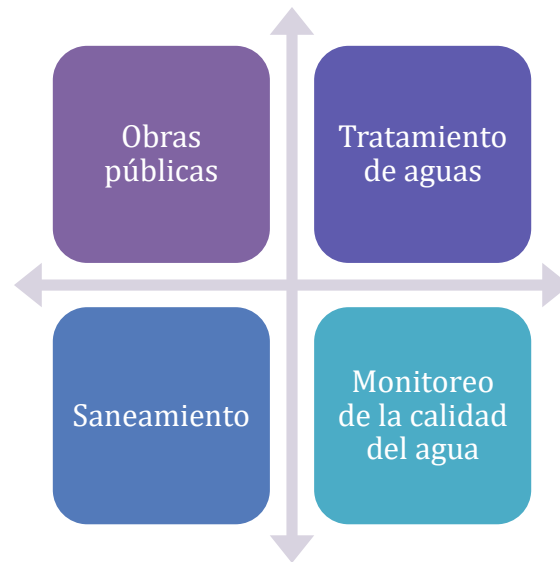 Obras
públicas
Tratamiento
de aguas
Saneamiento
Monitoreo
de la calidad
del agua